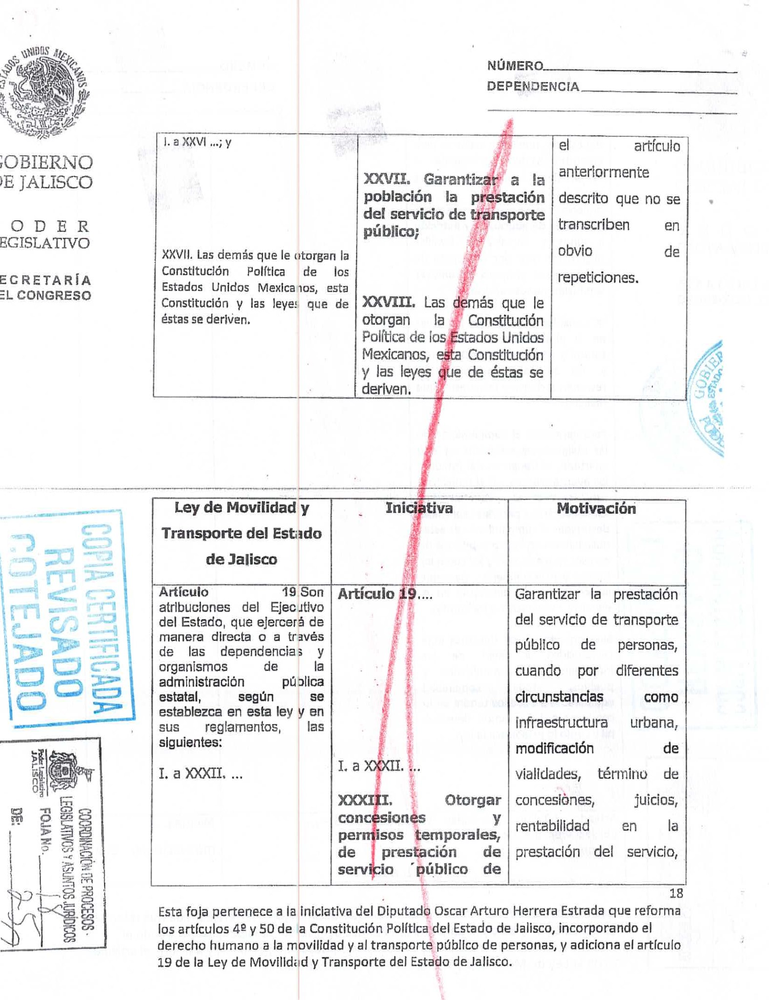 ESTADOS UNIDOS MEXICANOS
NÚMERO
DEPENDENCIA
GOBIERNO
DE JALISCO
ODER
EGISLATIVO
ECRETARÍA
EL CONGRESO
I. a XXVI ...; y
XXVII. Las demás que le otorgan la
Constitución Política de los
Estados Unidos Mexicanos, esta
Constitución y las leyes que de
éstas se deriven.
XXVII. Garantizar a la
población la prestación
del servicio de transporte
público;
XXVIII. Las demás que le
otorgan la Constitución
Política de los Estados Unidos
Mexicanos, esta Constitución
y las leyes que de éstas se
deriven.
el artículo
anteriormente
descrito que no se
transcriben en
obvio de
repeticiones.
GOBIER
ESTADO
PODE
Ley de Movilidad y
Transporte del Estado
de Jalisco
Iniciativa
Motivación
Artículo 19 Son
atribuciones del Ejecutivo
del Estado, que ejercerá de
manera directa o a través
de las dependencias y
organismos de la
administración pública
estatal, según se
establezca en esta ley y en
sus reglamentos, las
siguientes:
I. a XXXII. ...
Artículo 19....
I. a XXXII. ...
XXXIII. Otorgar
concesiones y
permisos temporales,
de prestación de
servicio público de
Garantizar la prestación
del servicio de transporte
público de personas,
cuando por diferentes
circunstancias como
infraestructura urbana,
modificación de
vialidades, término de
concesiones, juicios,
rentabilidad en la
prestación del servicio,
COPIA CERTIFICADA
REVISADO
COTEJADO
Poder Legislativo
JALISCO
COORDINACIÓN DE PROCESOS
LEGISLATIVOS Y ASUNTOS JURÍDICOS
FOJA No. 18
DE:
18
Esta foja pertenece a la iniciativa del Diputado Oscar Arturo Herrera Estrada que reforma
los artículos 4º y 50 de la Constitución Política del Estado de Jalisco, incorporando el
derecho humano a la movilidad y al transporte público de personas, y adiciona el artículo
19 de la Ley de Movilidad y Transporte del Estado de Jalisco.